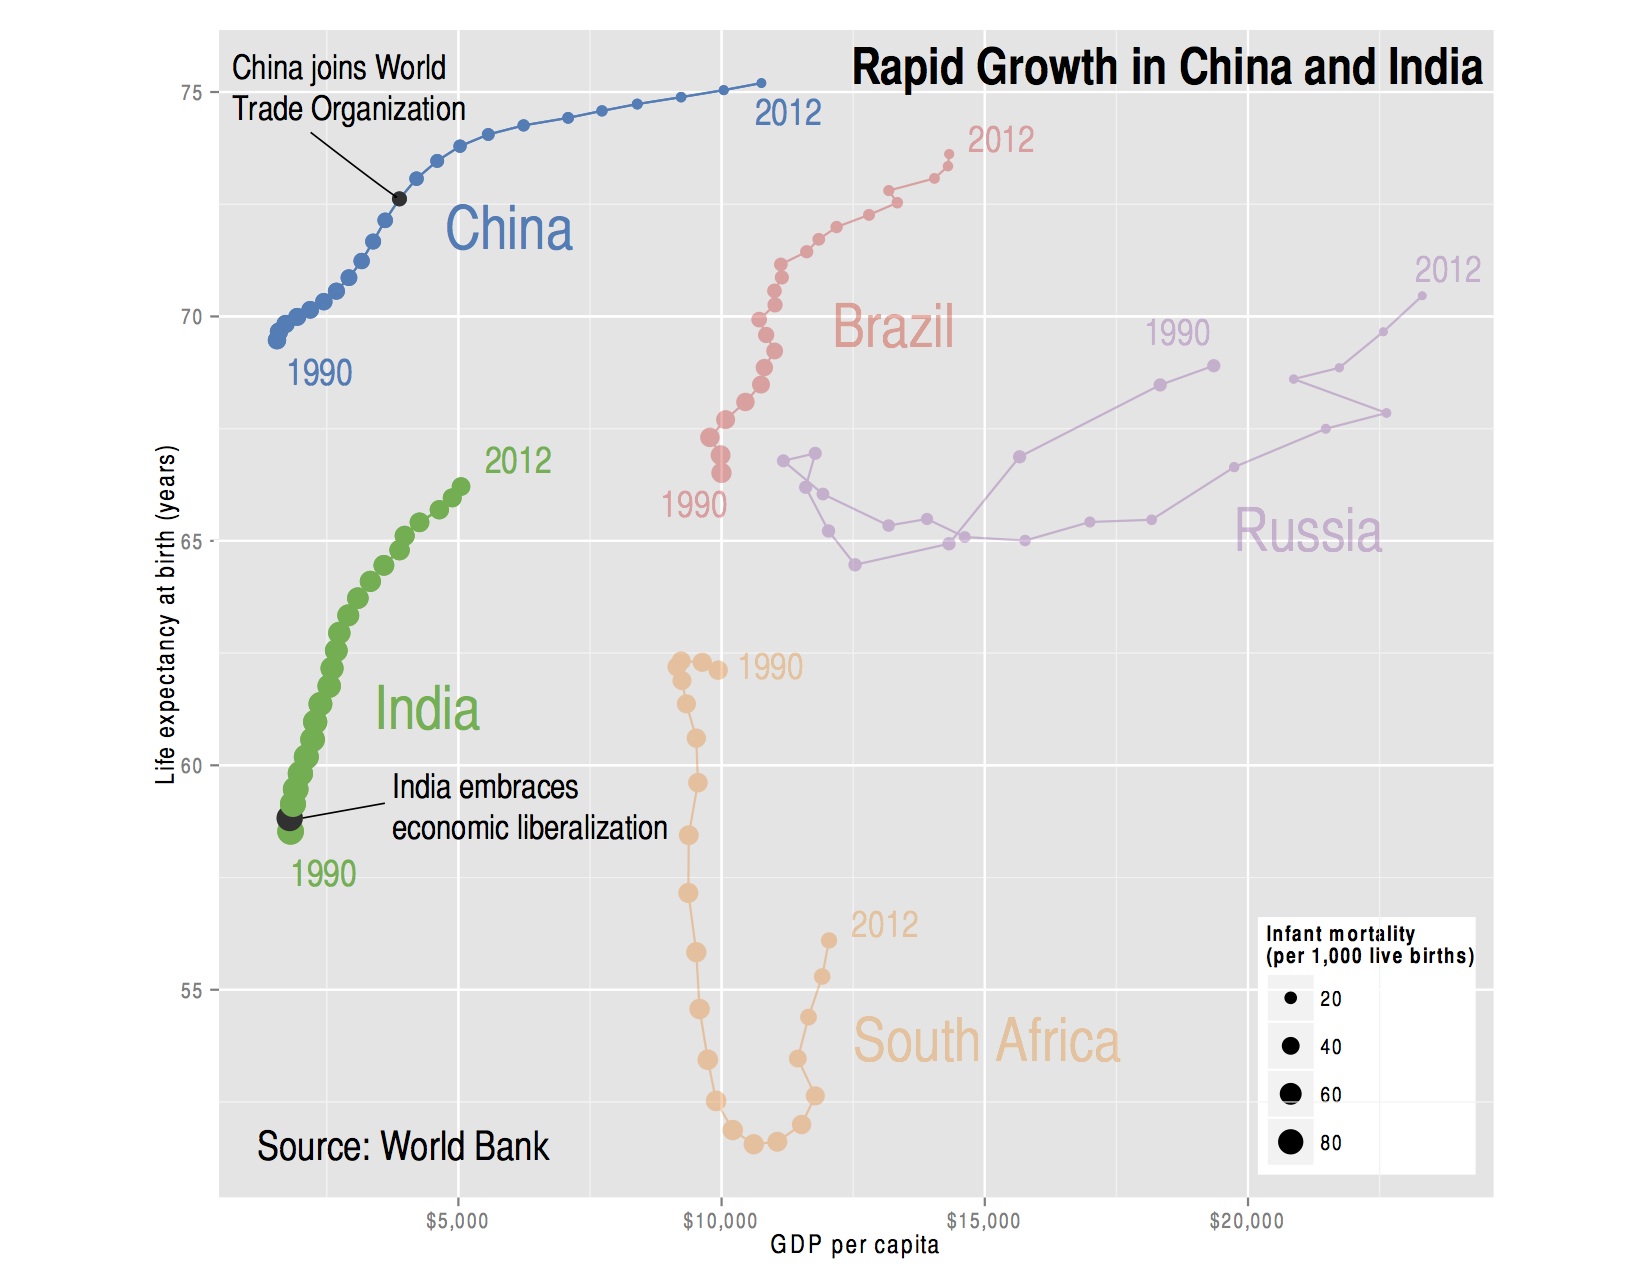 Rapid Growth in China and India
China joins World
Trade Organization
75
2012
2012
China
2012
70
Brazil
1990
1990
2012
1990
Russia
65
1990
India
60
India embraces
economic liberalization
1990
2012
Infant mortality
(per 1,000 live births)
20
40
60
80
55
South Africa
Source: World Bank
Life expectancy at birth (years)
$5,000
$10,000
$15,000
$20,000
GDP per capita